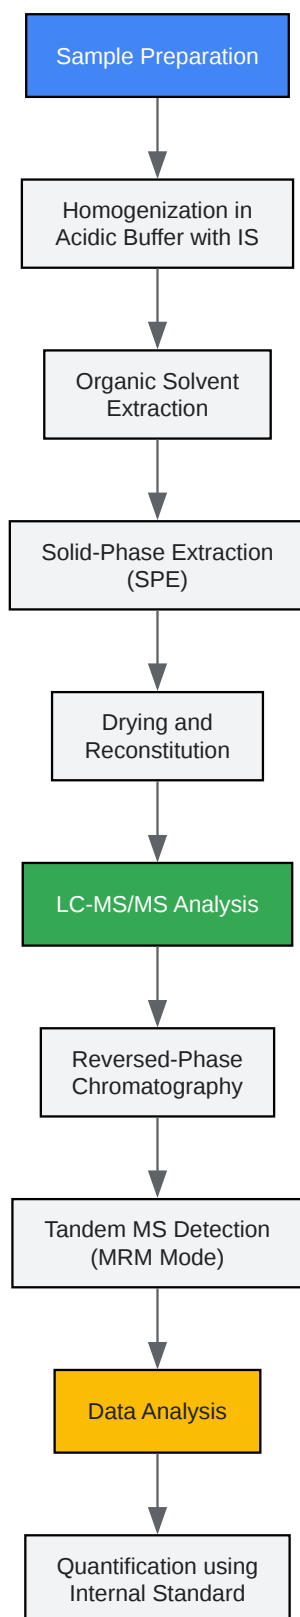 Sample Preparation
Homogenization in
Acidic Buffer with IS
Organic Solvent
Extraction
Solid-Phase Extraction
(SPE)
Drying and
Reconstitution
LC-MS/MS Analysis
Reversed-Phase
Chromatography
Tandem MS Detection
(MRM Mode)
Data Analysis
Quantification using
Internal Standard